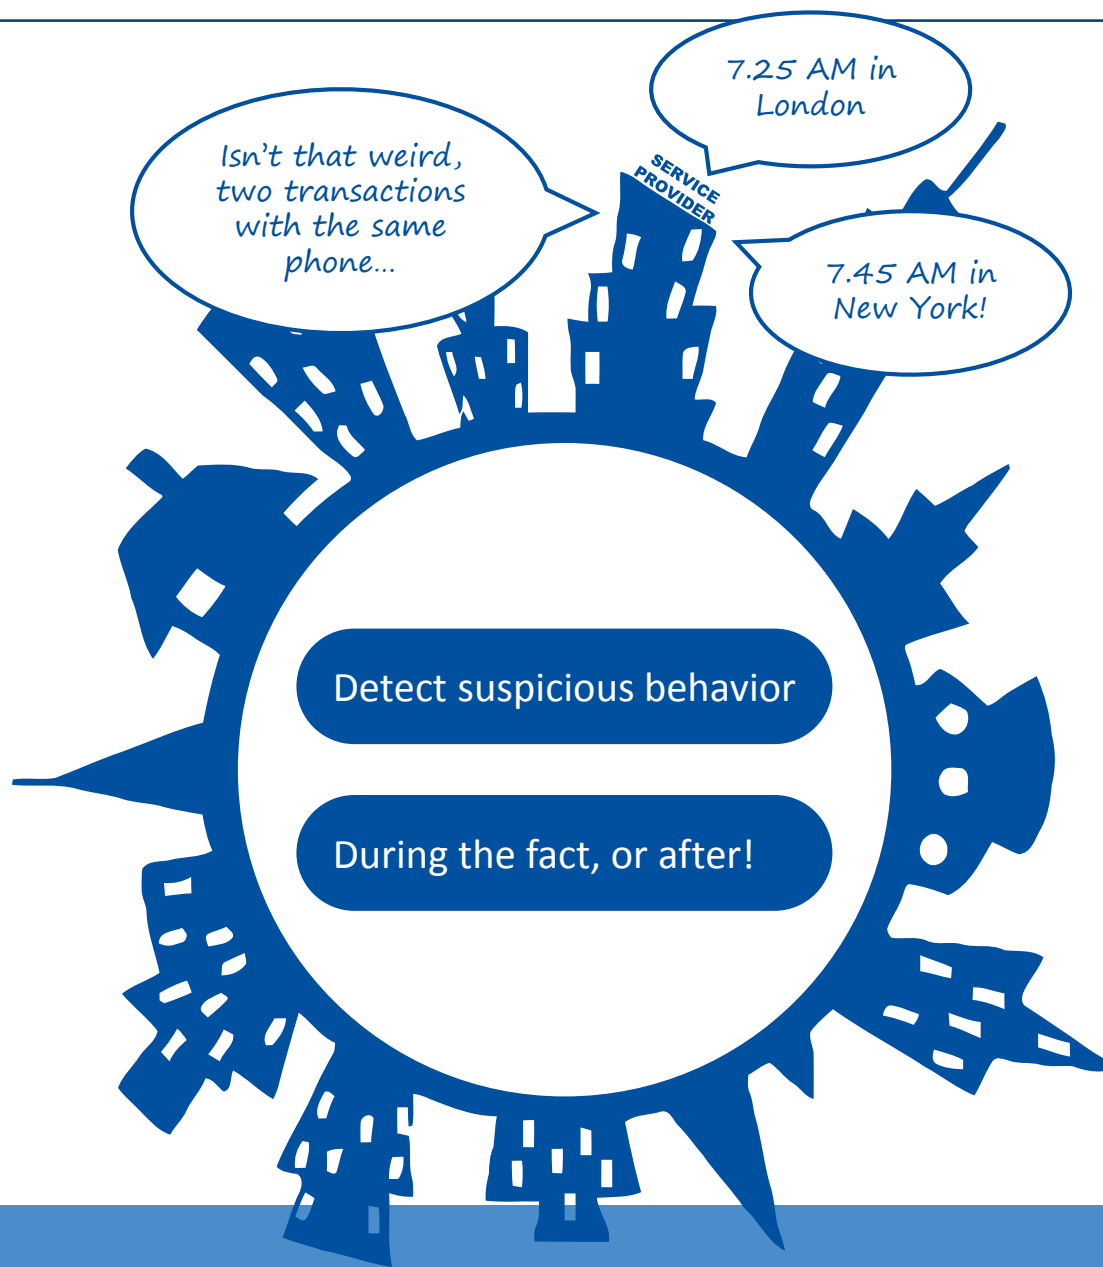 7.25 AM in
London
Isn't that weird,
two transactions
with the same
phone...
SERVICE
PROVIDER
7.45 AM in
New York!
Detect suspicious behavior
During the fact, or after!